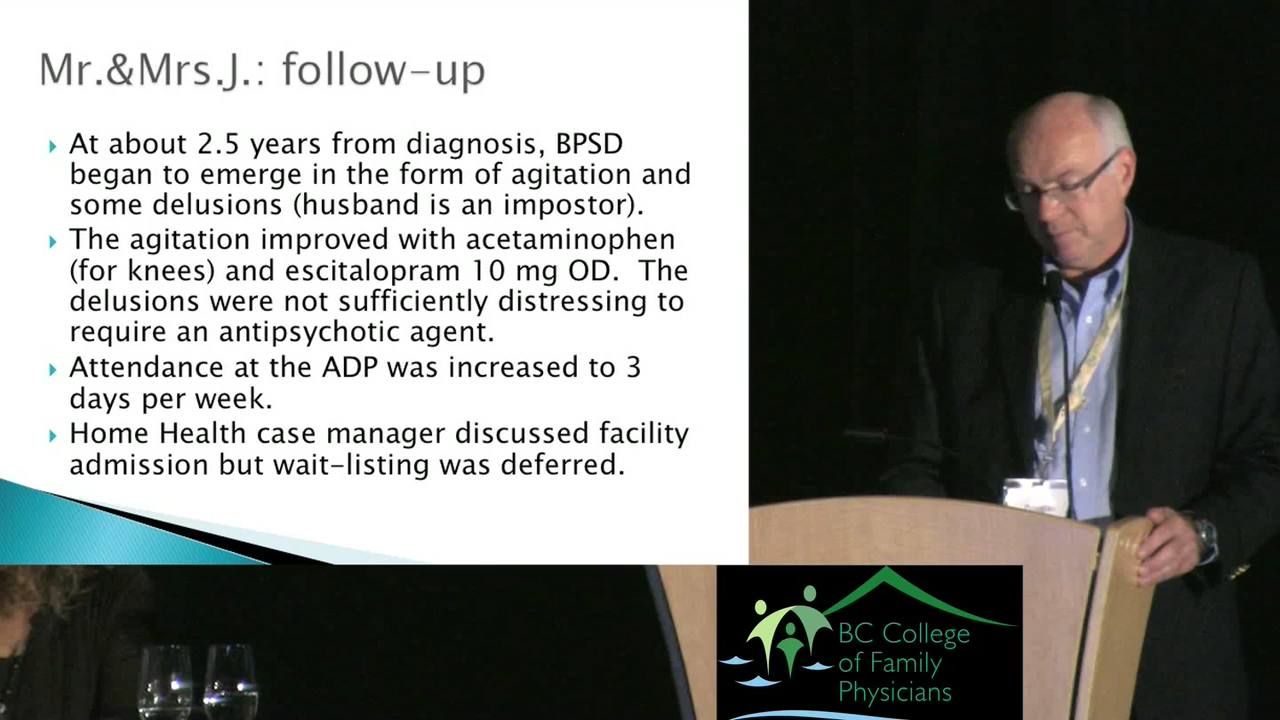 Mr.&Mrs.J.: follow-up
At about 2.5 years from diagnosis, BPSD
began to emerge in the form of agitation and
some delusions (husband is an impostor).
The agitation improved with acetaminophen
(for knees) and escitalopram 10 mg OD.  The
delusions were not sufficiently distressing to
require an antipsychotic agent.
Attendance at the ADP was increased to 3
days per week.
Home Health case manager discussed facility
admission but wait-listing was deferred.
BC College
of Family
Physicians